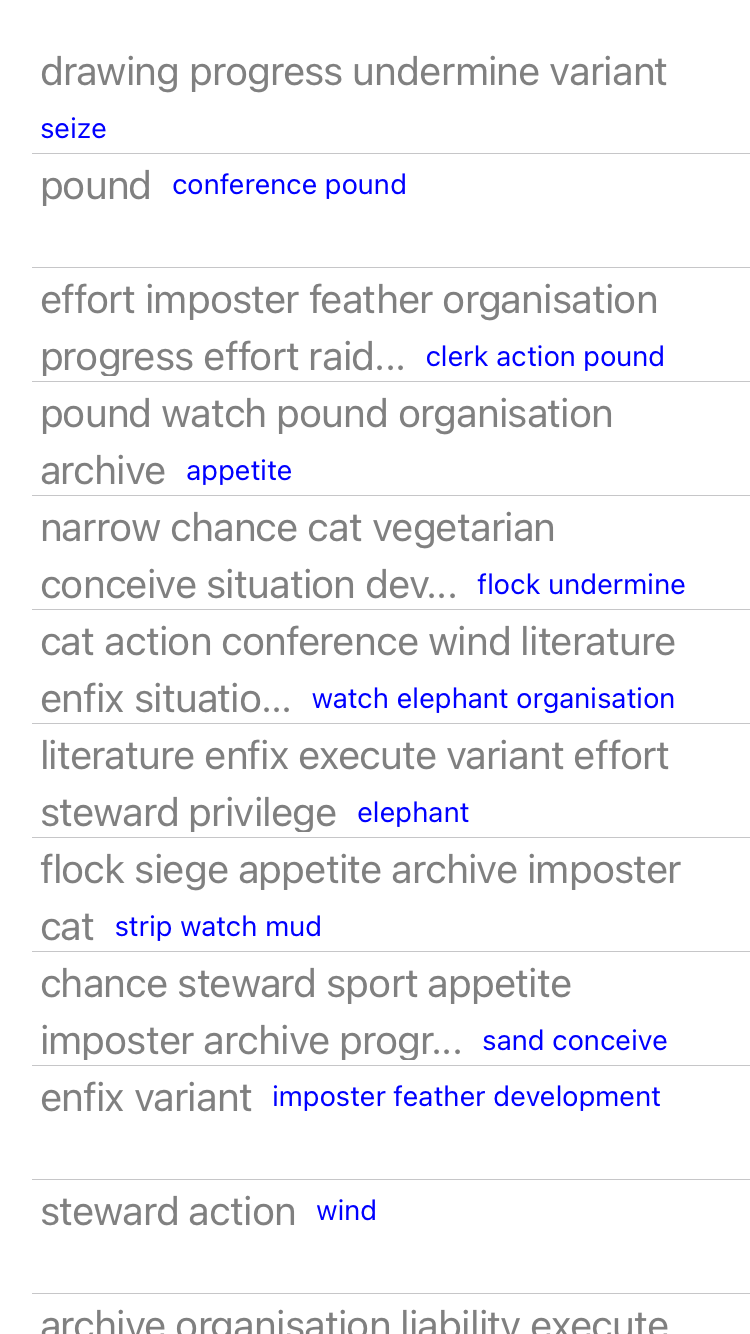 drawing progress undermine variant
seize
pound conference pound
effort imposter feather organisation
progress effort raid... clerk action pound
pound watch pound organisation
archive appetite
narrow chance cat vegetarian
conceive situation dev... flock undermine
cat action conference wind literature
enfix situatio... watch elephant organisation
literature enfix execute variant effort
steward privilege elephant
flock siege appetite archive imposter
cat strip watch mud
chance steward sport appetite
imposter archive progr... sand conceive
enfix variant imposter feather development
steward action wind
archive organisation liability execute